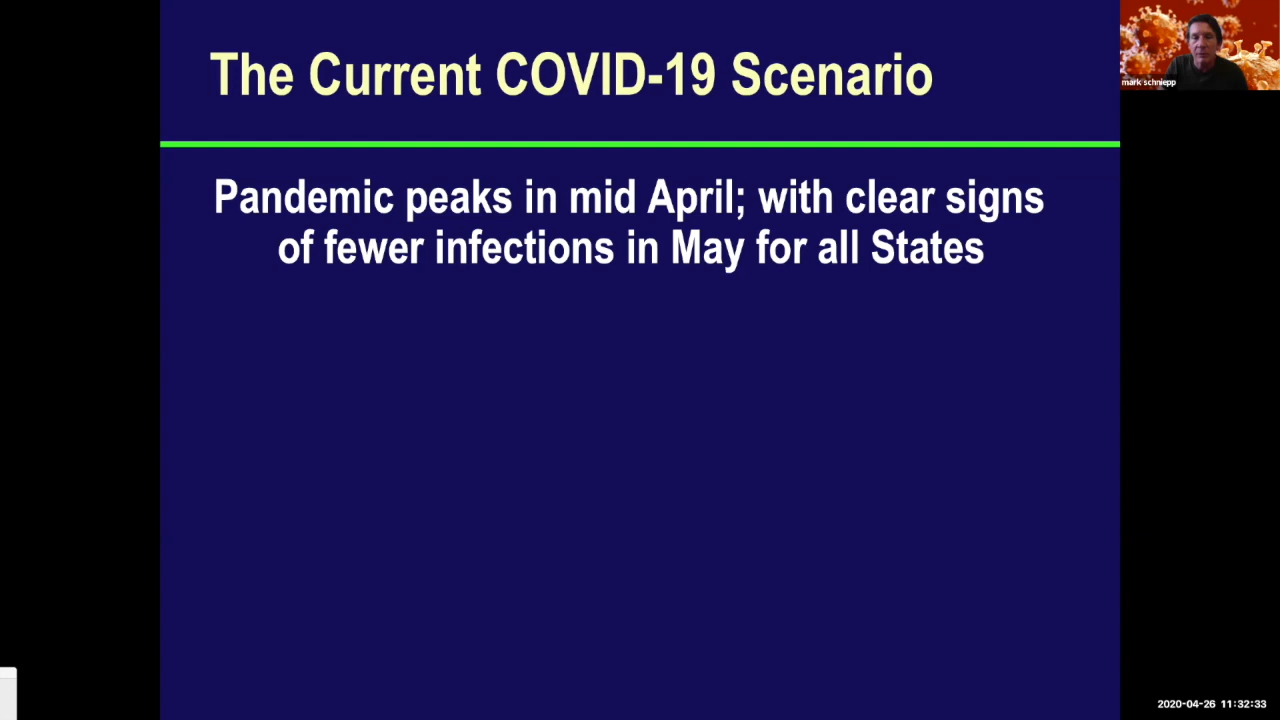 The Current COVID-19 Scenario
mark schniepp
Pandemic peaks in mid April; with clear signs
of fewer infections in May for all States
2020-04-26 11:32:33